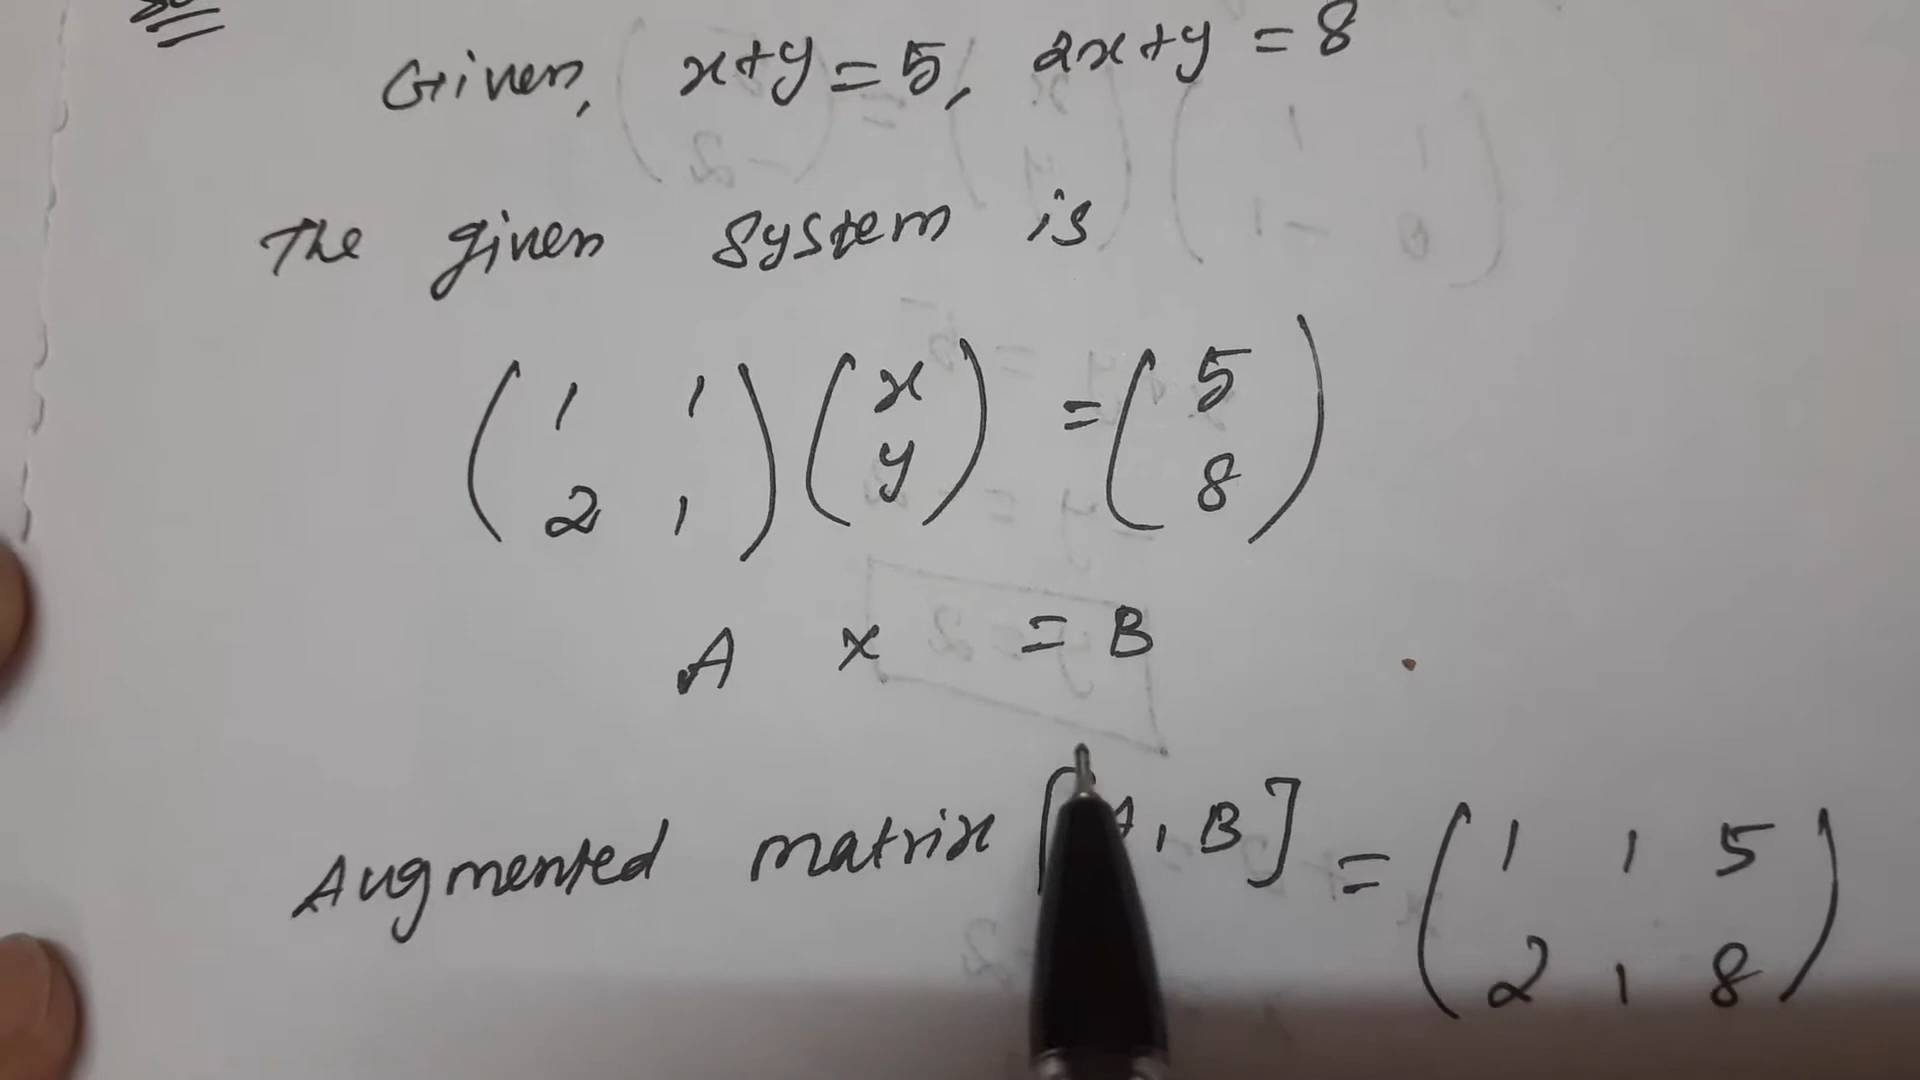 Given, x+y=5, 2x+y=8
The given system is
(1 1
2 1) (x
y) = (5
8)
A x = B
Augmented matrix [A, B] = (1 1 5
2 1 8)